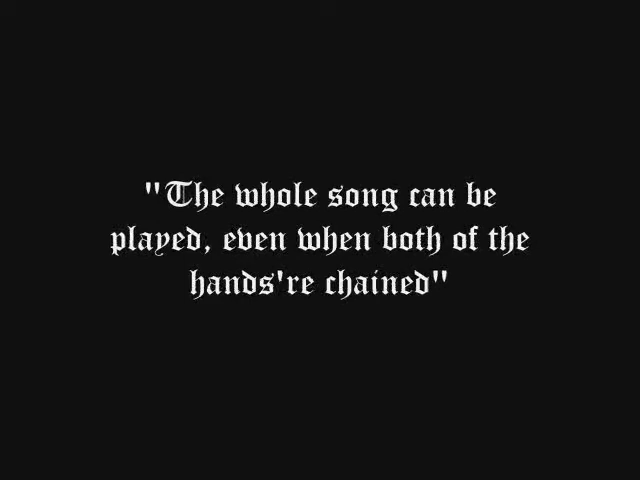 "The whole song can be
played, even when both of the
hands're chained"